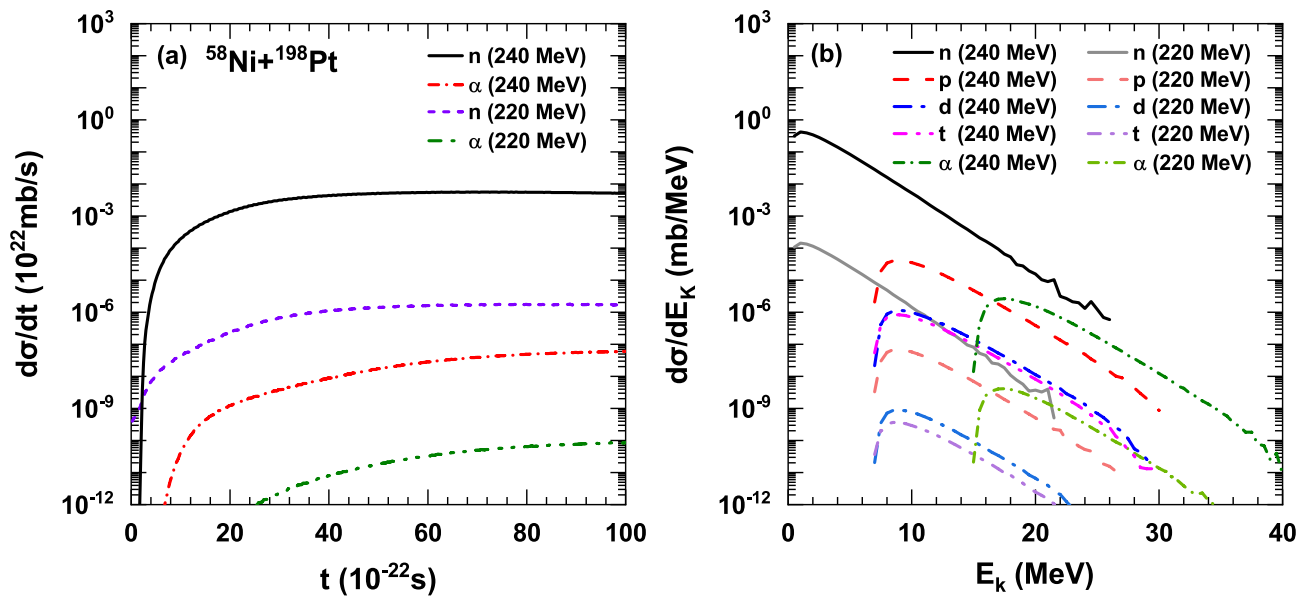 (a) ⁵⁸Ni+¹⁹⁸Pt
n (240 MeV)
α (240 MeV)
n (220 MeV)
α (220 MeV)
10³
10⁰
10⁻³
10⁻⁶
10⁻⁹
10⁻¹²
dσ/dt (10²²mb/s)
0 20 40 60 80 100
t (10⁻²²s)
(b)
n (240 MeV) n (220 MeV)
p (240 MeV) p (220 MeV)
d (240 MeV) d (220 MeV)
t (240 MeV) t (220 MeV)
α (240 MeV) α (220 MeV)
10³
10⁰
10⁻³
10⁻⁶
10⁻⁹
10⁻¹²
dσ/dE_K (mb/MeV)
0 10 20 30 40
E_k (MeV)